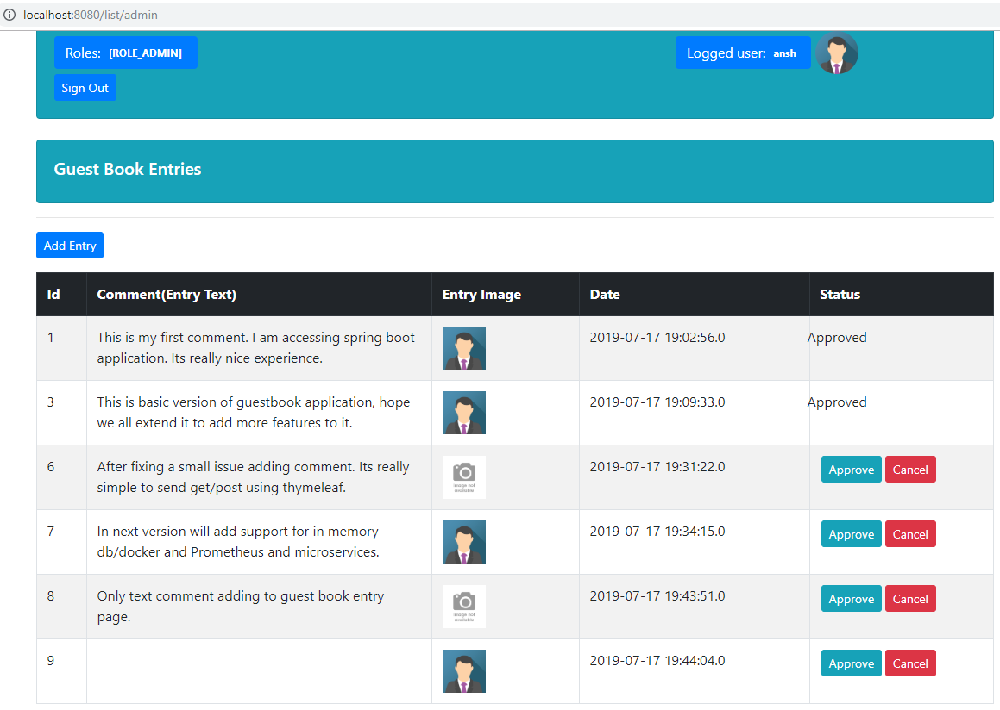 localhost:8080/list/admin
Roles: [ROLE_ADMIN]
Logged user: ansh
Sign Out
Guest Book Entries
Add Entry
Id Comment(Entry Text) Entry Image Date Status
1 This is my first comment. I am accessing spring boot 2019-07-17 19:02:56.0 Approved
application. Its really nice experience.
3 This is basic version of guestbook application, hope 2019-07-17 19:09:33.0 Approved
we all extend it to add more features to it.
6 After fixing a small issue adding comment. Its really 2019-07-17 19:31:22.0 Approve Cancel
simple to send get/post using thymeleaf.
image not
available
7 In next version will add support for in memory 2019-07-17 19:34:15.0 Approve Cancel
db/docker and Prometheus and microservices.
8 Only text comment adding to guest book entry 2019-07-17 19:43:51.0 Approve Cancel
page.
image not
available
9 2019-07-17 19:44:04.0 Approve Cancel